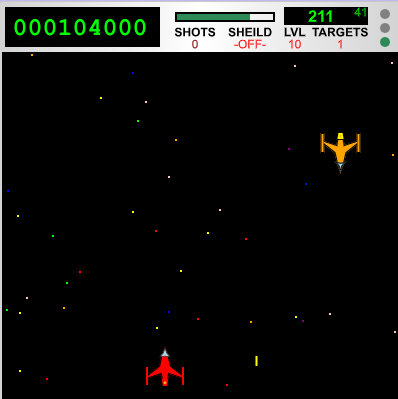 000104000
SHOTS SHEILD
0 -OFF-
211 41
LVL TARGETS
10 1